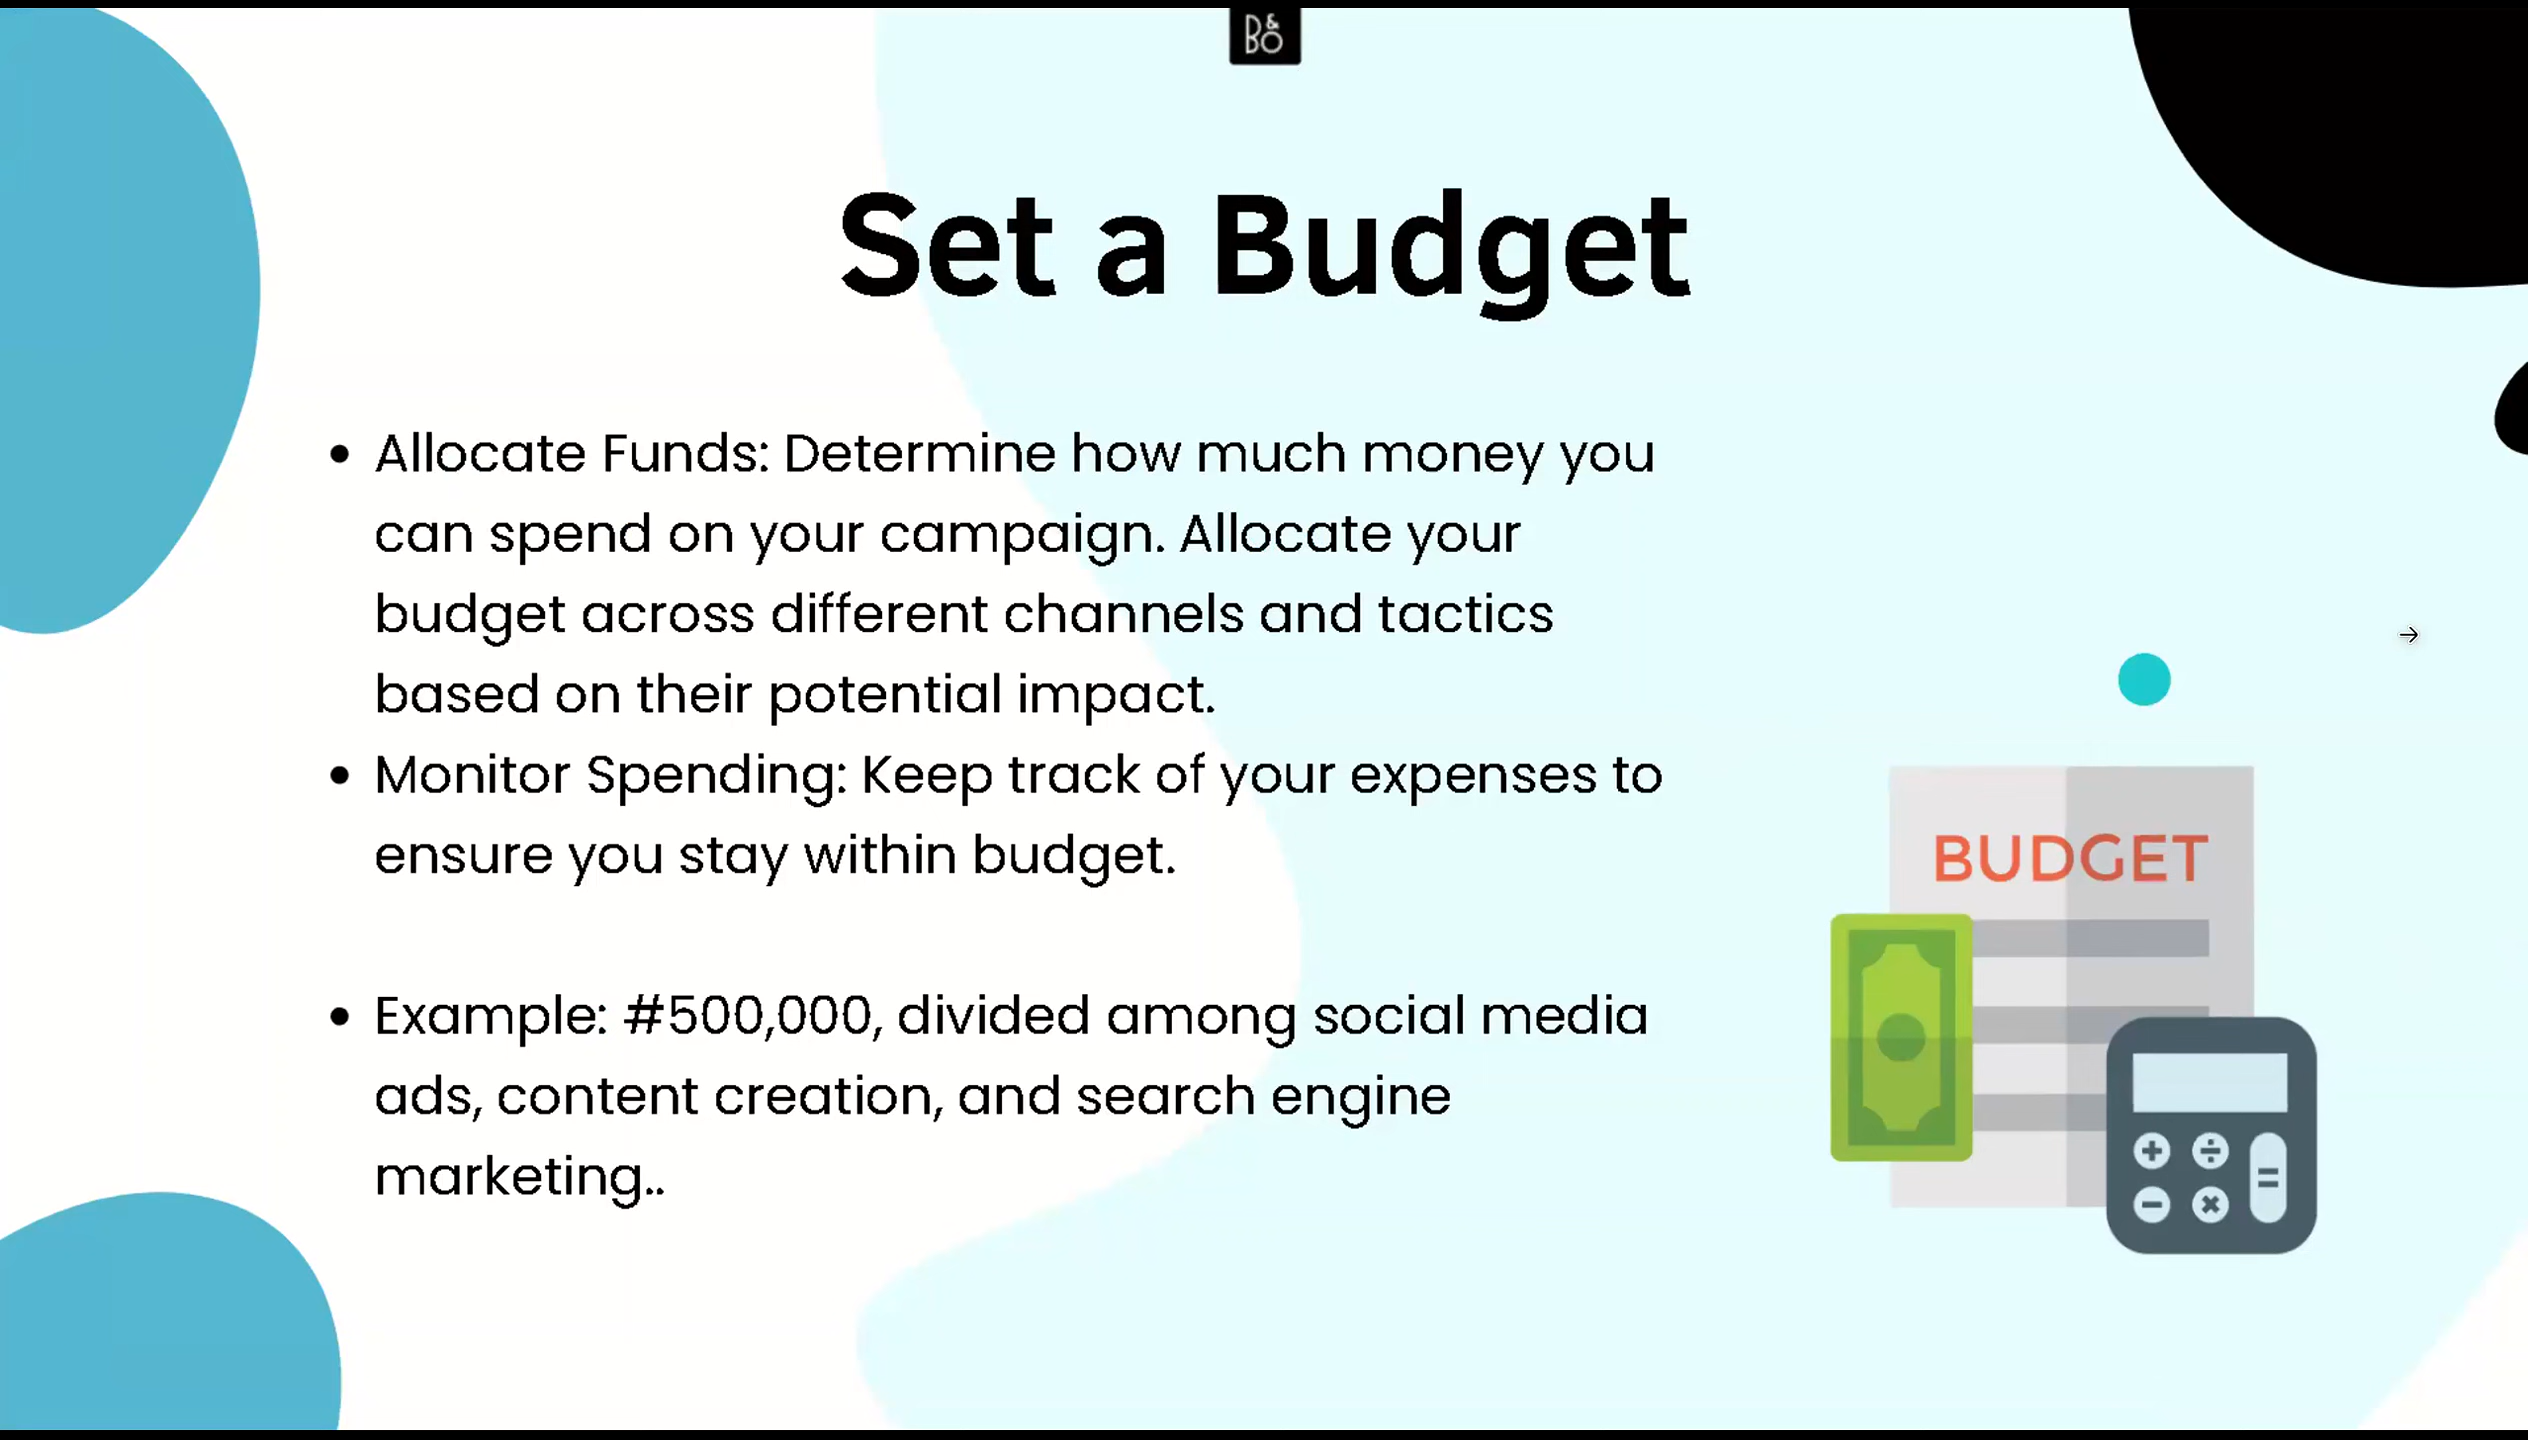 B&O
Set a Budget
• Allocate Funds: Determine how much money you
can spend on your campaign. Allocate your
budget across different channels and tactics
based on their potential impact.
• Monitor Spending: Keep track of your expenses to
ensure you stay within budget.
• Example: #500,000, divided among social media
ads, content creation, and search engine
marketing..
BUDGET